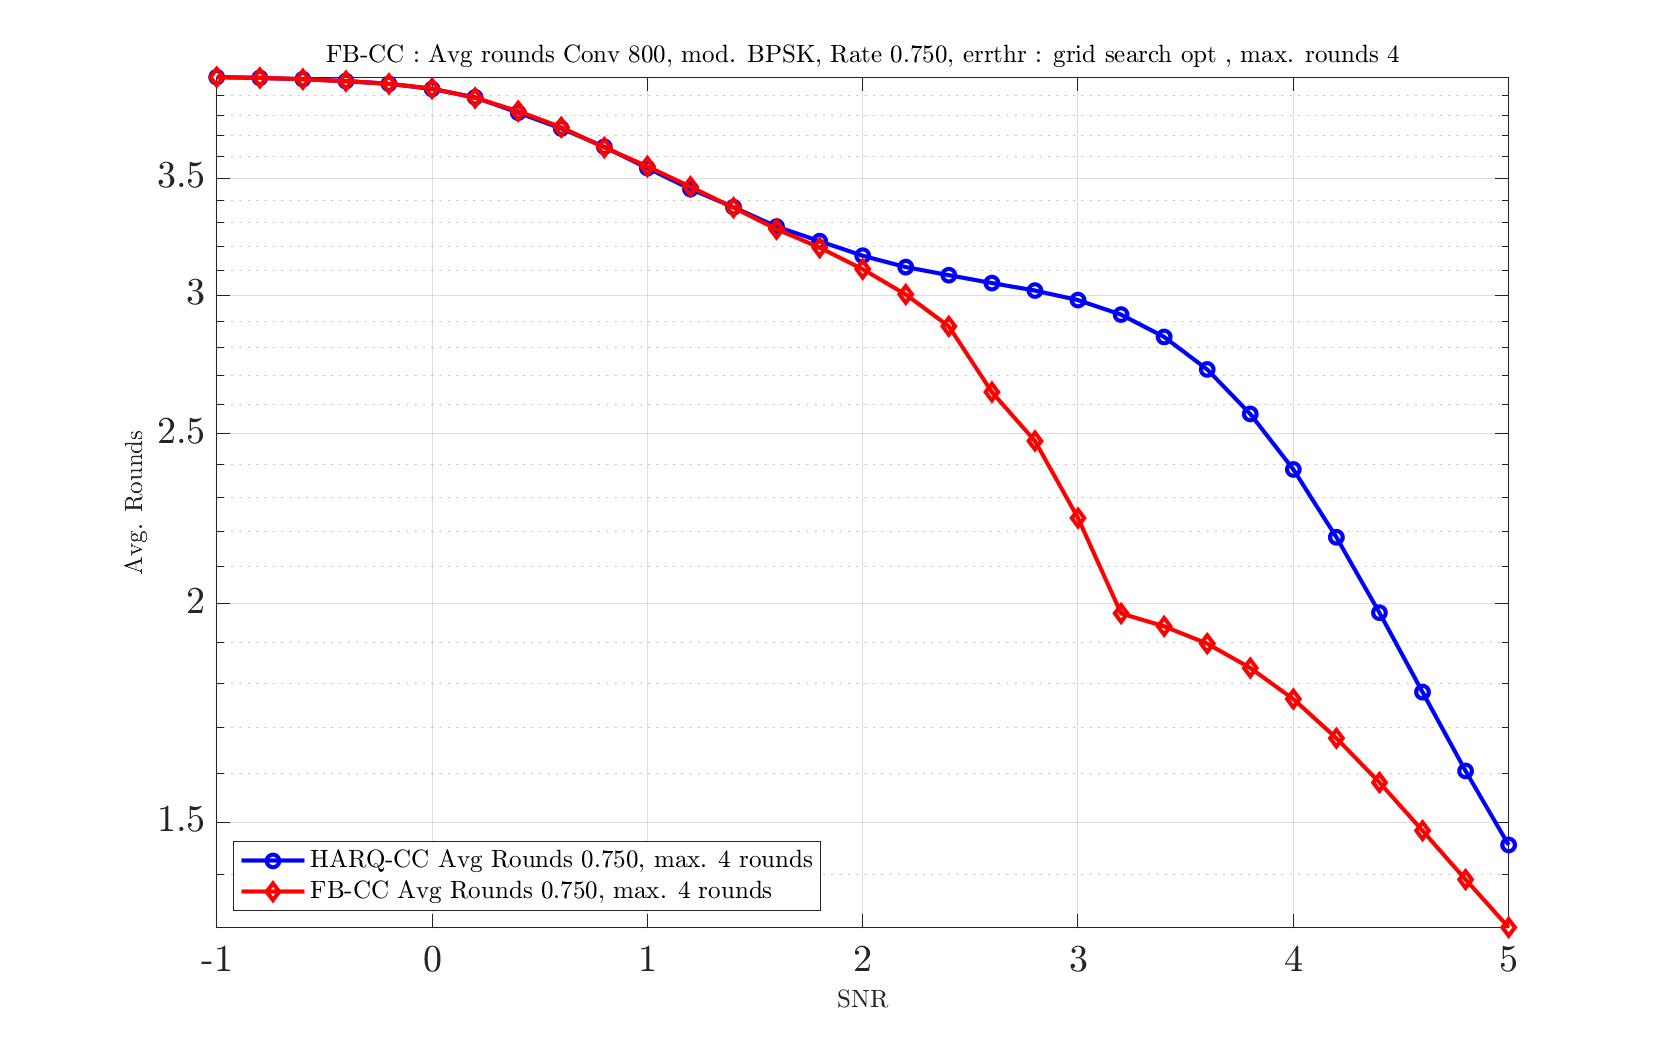 FB-CC : Avg rounds Conv 800, mod. BPSK, Rate 0.750, errthr : grid search opt , max. rounds 4
3.5
3
2.5
2
1.5
Avg. Rounds
HARQ-CC Avg Rounds 0.750, max. 4 rounds
FB-CC Avg Rounds 0.750, max. 4 rounds
-1 0 1 2 3 4 5
SNR